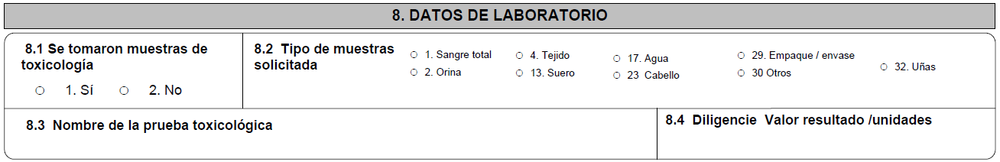 8. DATOS DE LABORATORIO
8.1 Se tomaron muestras de
toxicología
1. Sí 2. No
8.2 Tipo de muestras
solicitada
1. Sangre total 4. Tejido 17. Agua 29. Empaque / envase
2. Orina 13. Suero 23 Cabello 30 Otros
32. Uñas
8.3 Nombre de la prueba toxicológica
8.4 Diligencie Valor resultado /unidades